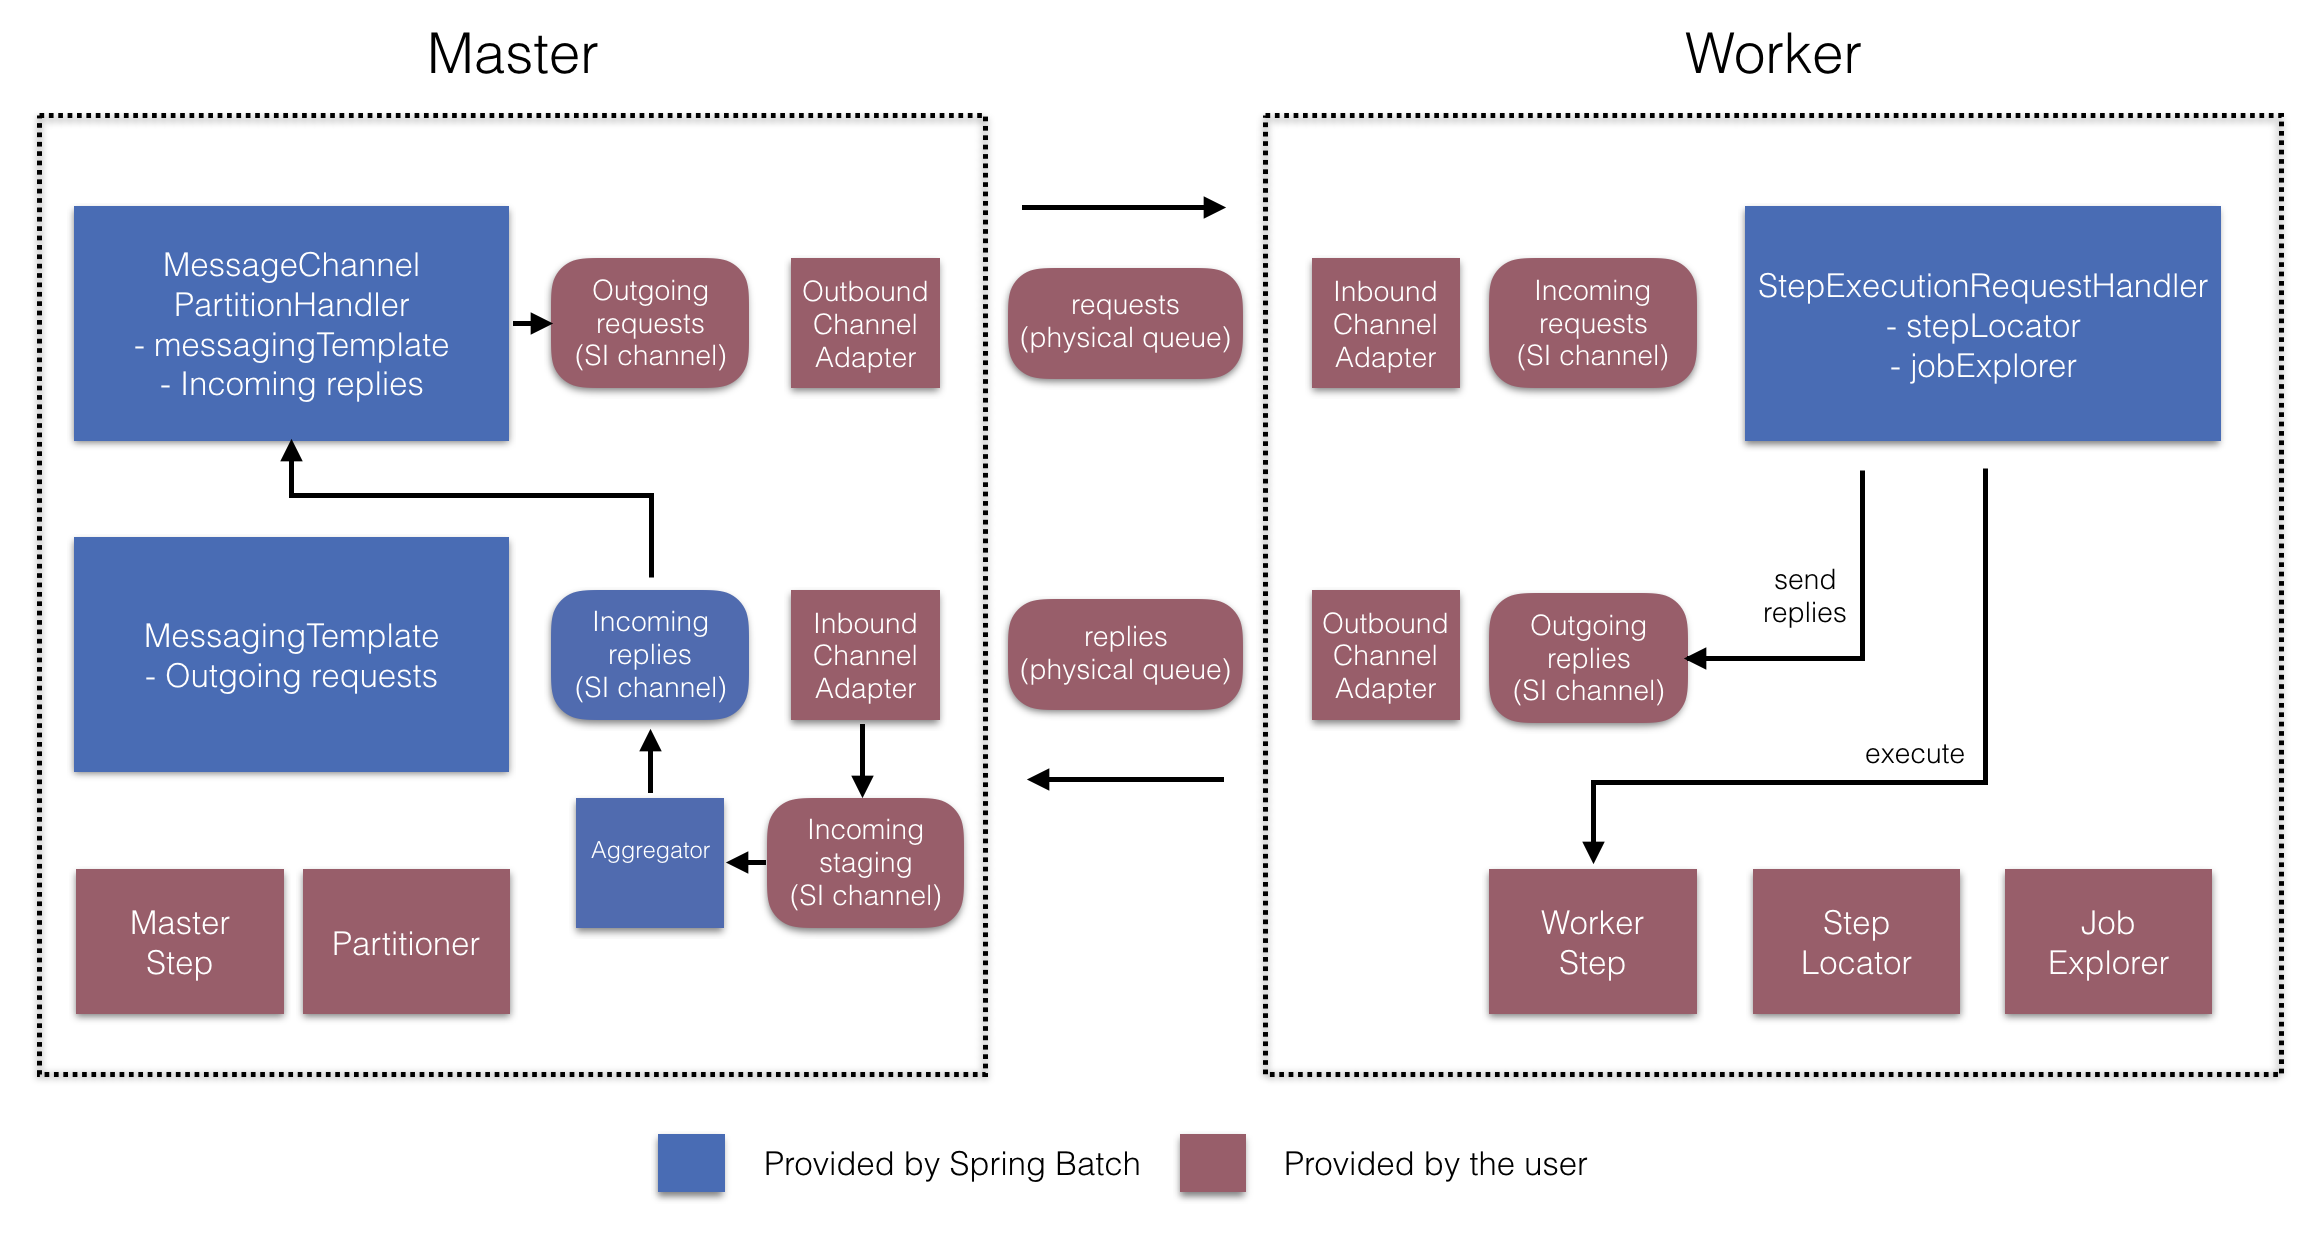 Master
Worker
MessageChannel
PartitionHandler
- messagingTemplate
- Incoming replies
Outgoing
requests
(SI channel)
Outbound
Channel
Adapter
requests
(physical queue)
Inbound
Channel
Adapter
Incoming
requests
(SI channel)
StepExecutionRequestHandler
- stepLocator
- jobExplorer
MessagingTemplate
- Outgoing requests
Incoming
replies
(SI channel)
Inbound
Channel
Adapter
replies
(physical queue)
Outbound
Channel
Adapter
Outgoing
replies
(SI channel)
send
replies
execute
Aggregator
Incoming
staging
(SI channel)
Master
Step
Partitioner
Worker
Step
Step
Locator
Job
Explorer
Provided by Spring Batch
Provided by the user